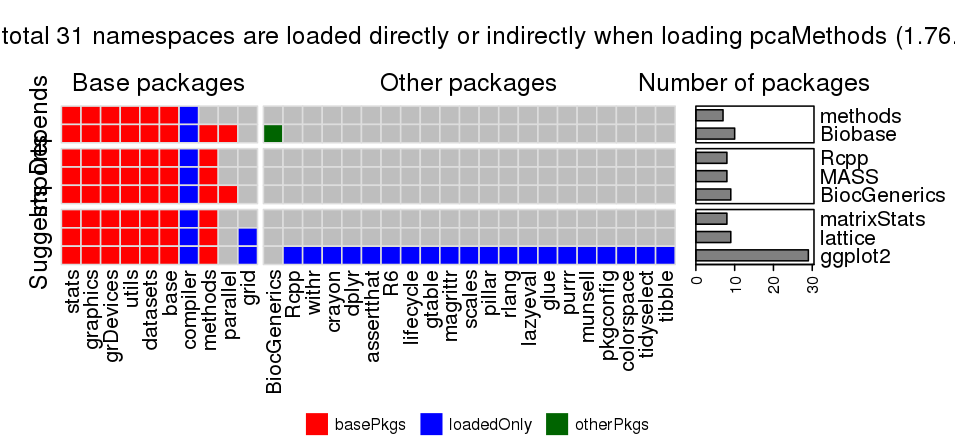 total 31 namespaces are loaded directly or indirectly when loading pcaMethods (1.76.
Base packages
Other packages
Number of packages
Depends
Imports
Suggests
methods
Biobase
Rcpp
MASS
BiocGenerics
matrixStats
lattice
ggplot2
stats
graphics
grDevices
utils
datasets
base
compiler
methods
parallel
grid
BiocGenerics
Rcpp
withr
crayon
dplyr
assertthat
R6
lifecycle
gtable
magrittr
scales
pillar
rlang
lazyeval
glue
purrr
munsell
pkgconfig
colorspace
tidyselect
tibble
0
10
20
30
basePkgs
loadedOnly
otherPkgs